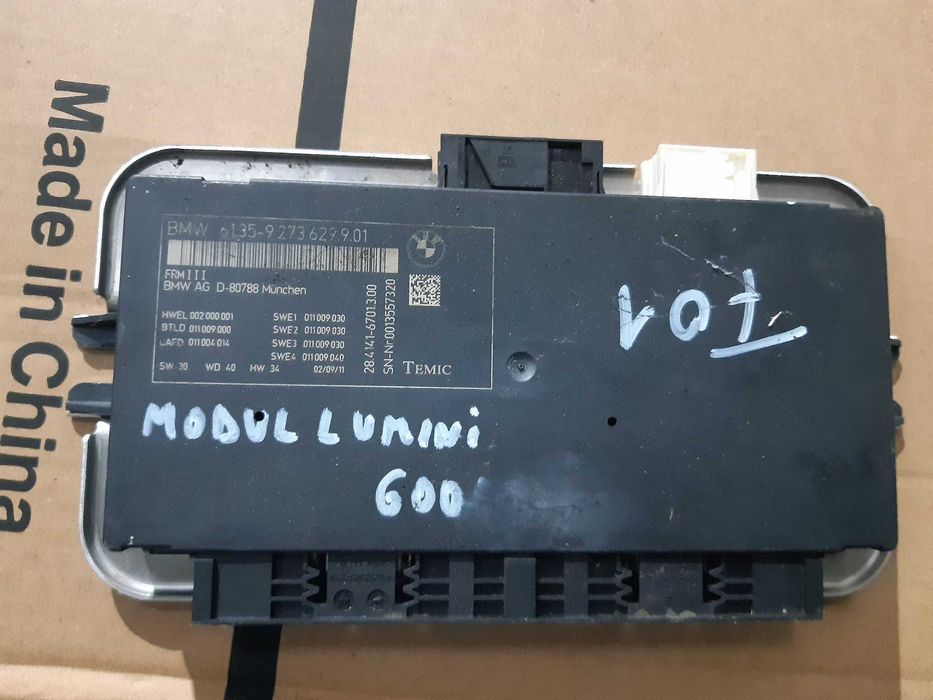 Made in China
BMW 61.35-9 273 629 9.01
FRM III
BMW AG D-80788 München
HWEL 002 000 001
BTLD 011 009 000
LAFD 011 004 014
SWE1 011 009 030
SWE2 011 009 030
SWE3 011 009 030
SWE4 011 009 040
SW 30 WD 40 HW 34 02/09/11
28 4141-6701 3 00
SN-Nr 0013557320
TEMIC
F01
MODUL LUMINI
600